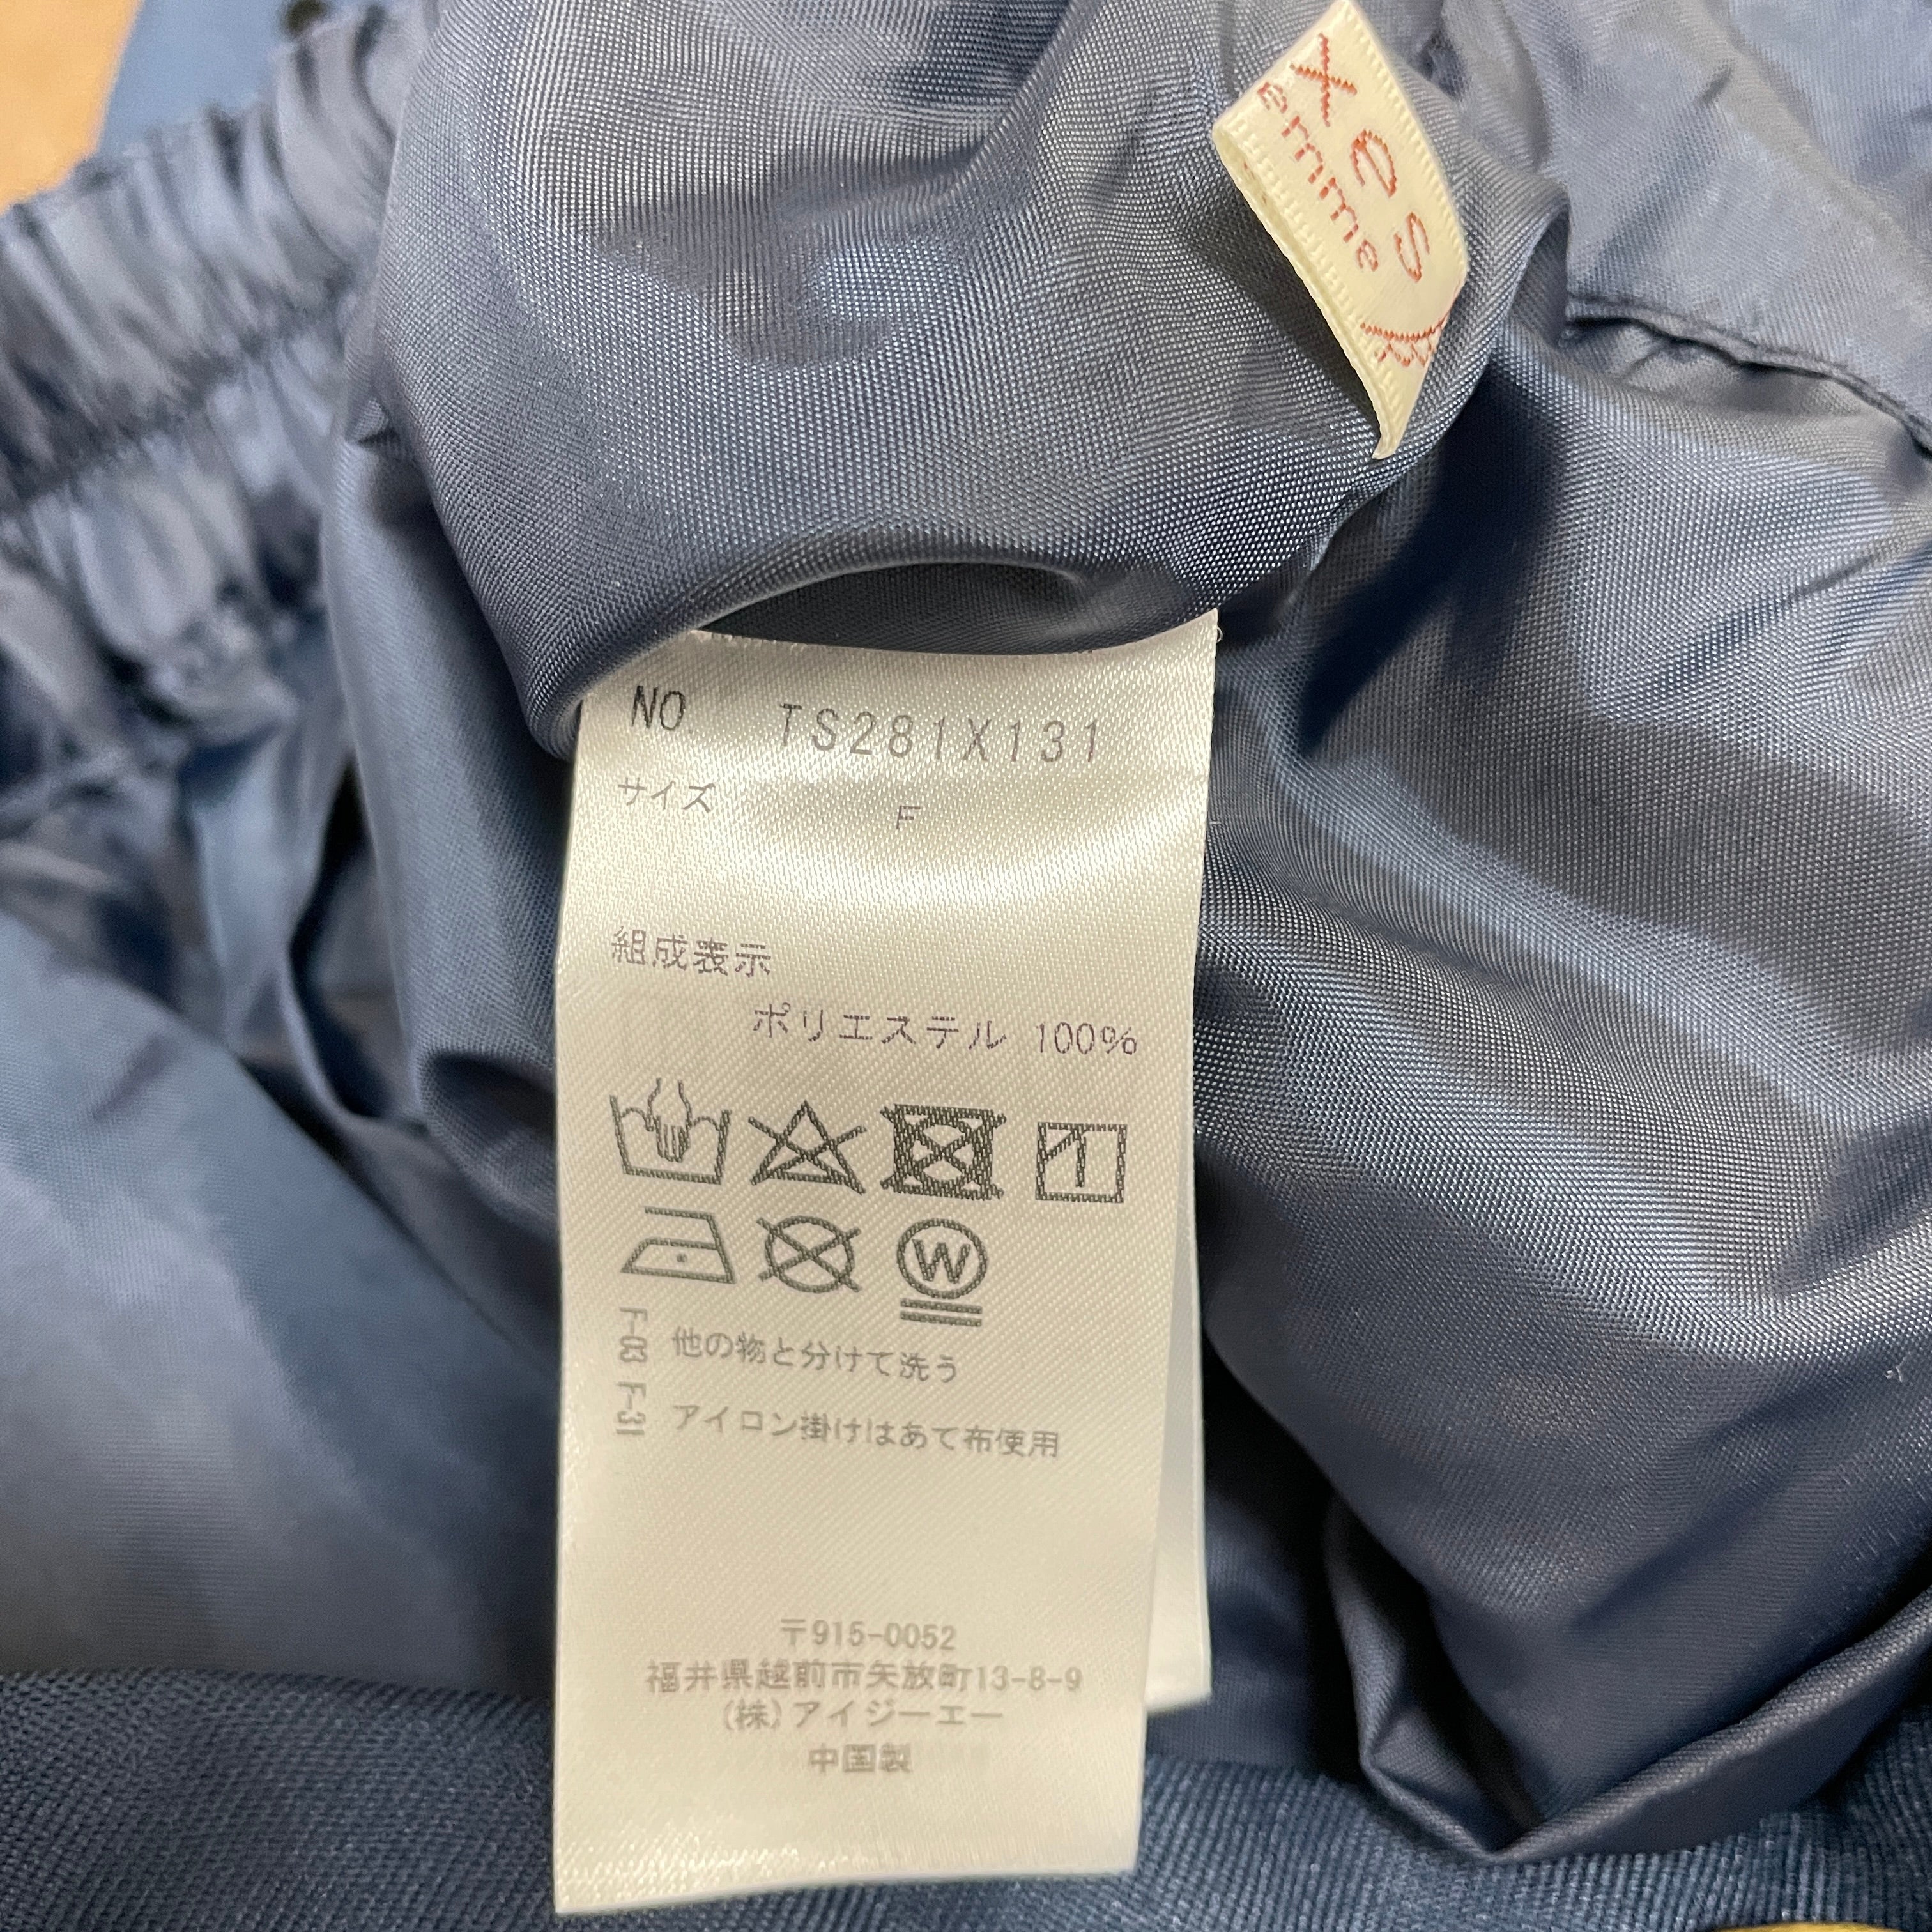 xes
emme
NO. TS281X131
サイズ F
組成表示
ポリエステル 100%
W
F-03 他の物と分けて洗う
F-31 アイロン掛けはあて布使用
〒915-0052
福井県越前市矢放町13-8-9
(株)アイジーエー
中国製